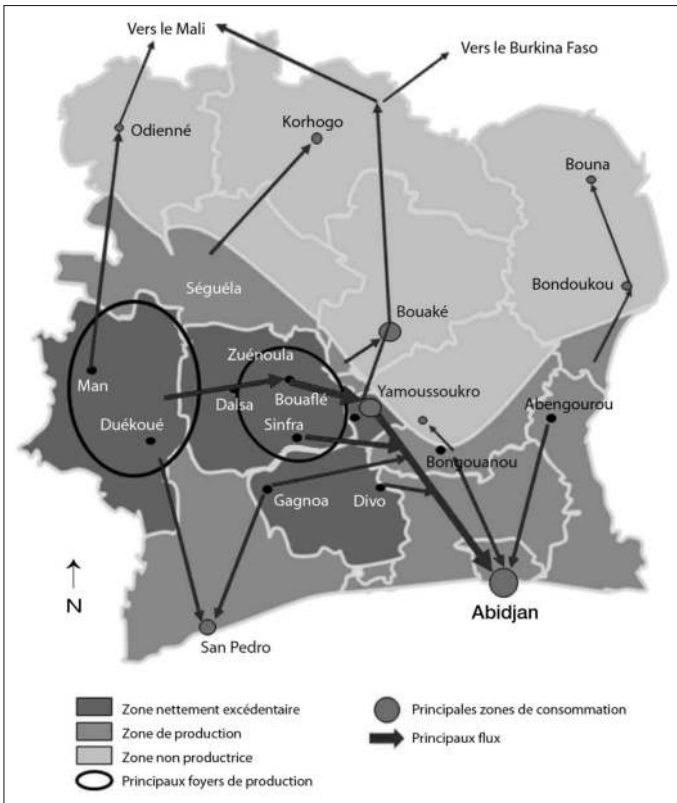 Vers le Mali
Vers le Burkina Faso
Odienné
Korhogo
Bouna
Séguéla
Bondoukou
Bouaké
Zuénoula
Man
Yamoussoukro
Dalsa
Bouaflé
Abengourou
Duékoué
Sinfra
Bongouanou
Gagnoa
Divo
N
Abidjan
San Pedro
Zone nettement excédentaire
Zone de production
Zone non productrice
Principaux foyers de production
Principales zones de consommation
Principaux flux